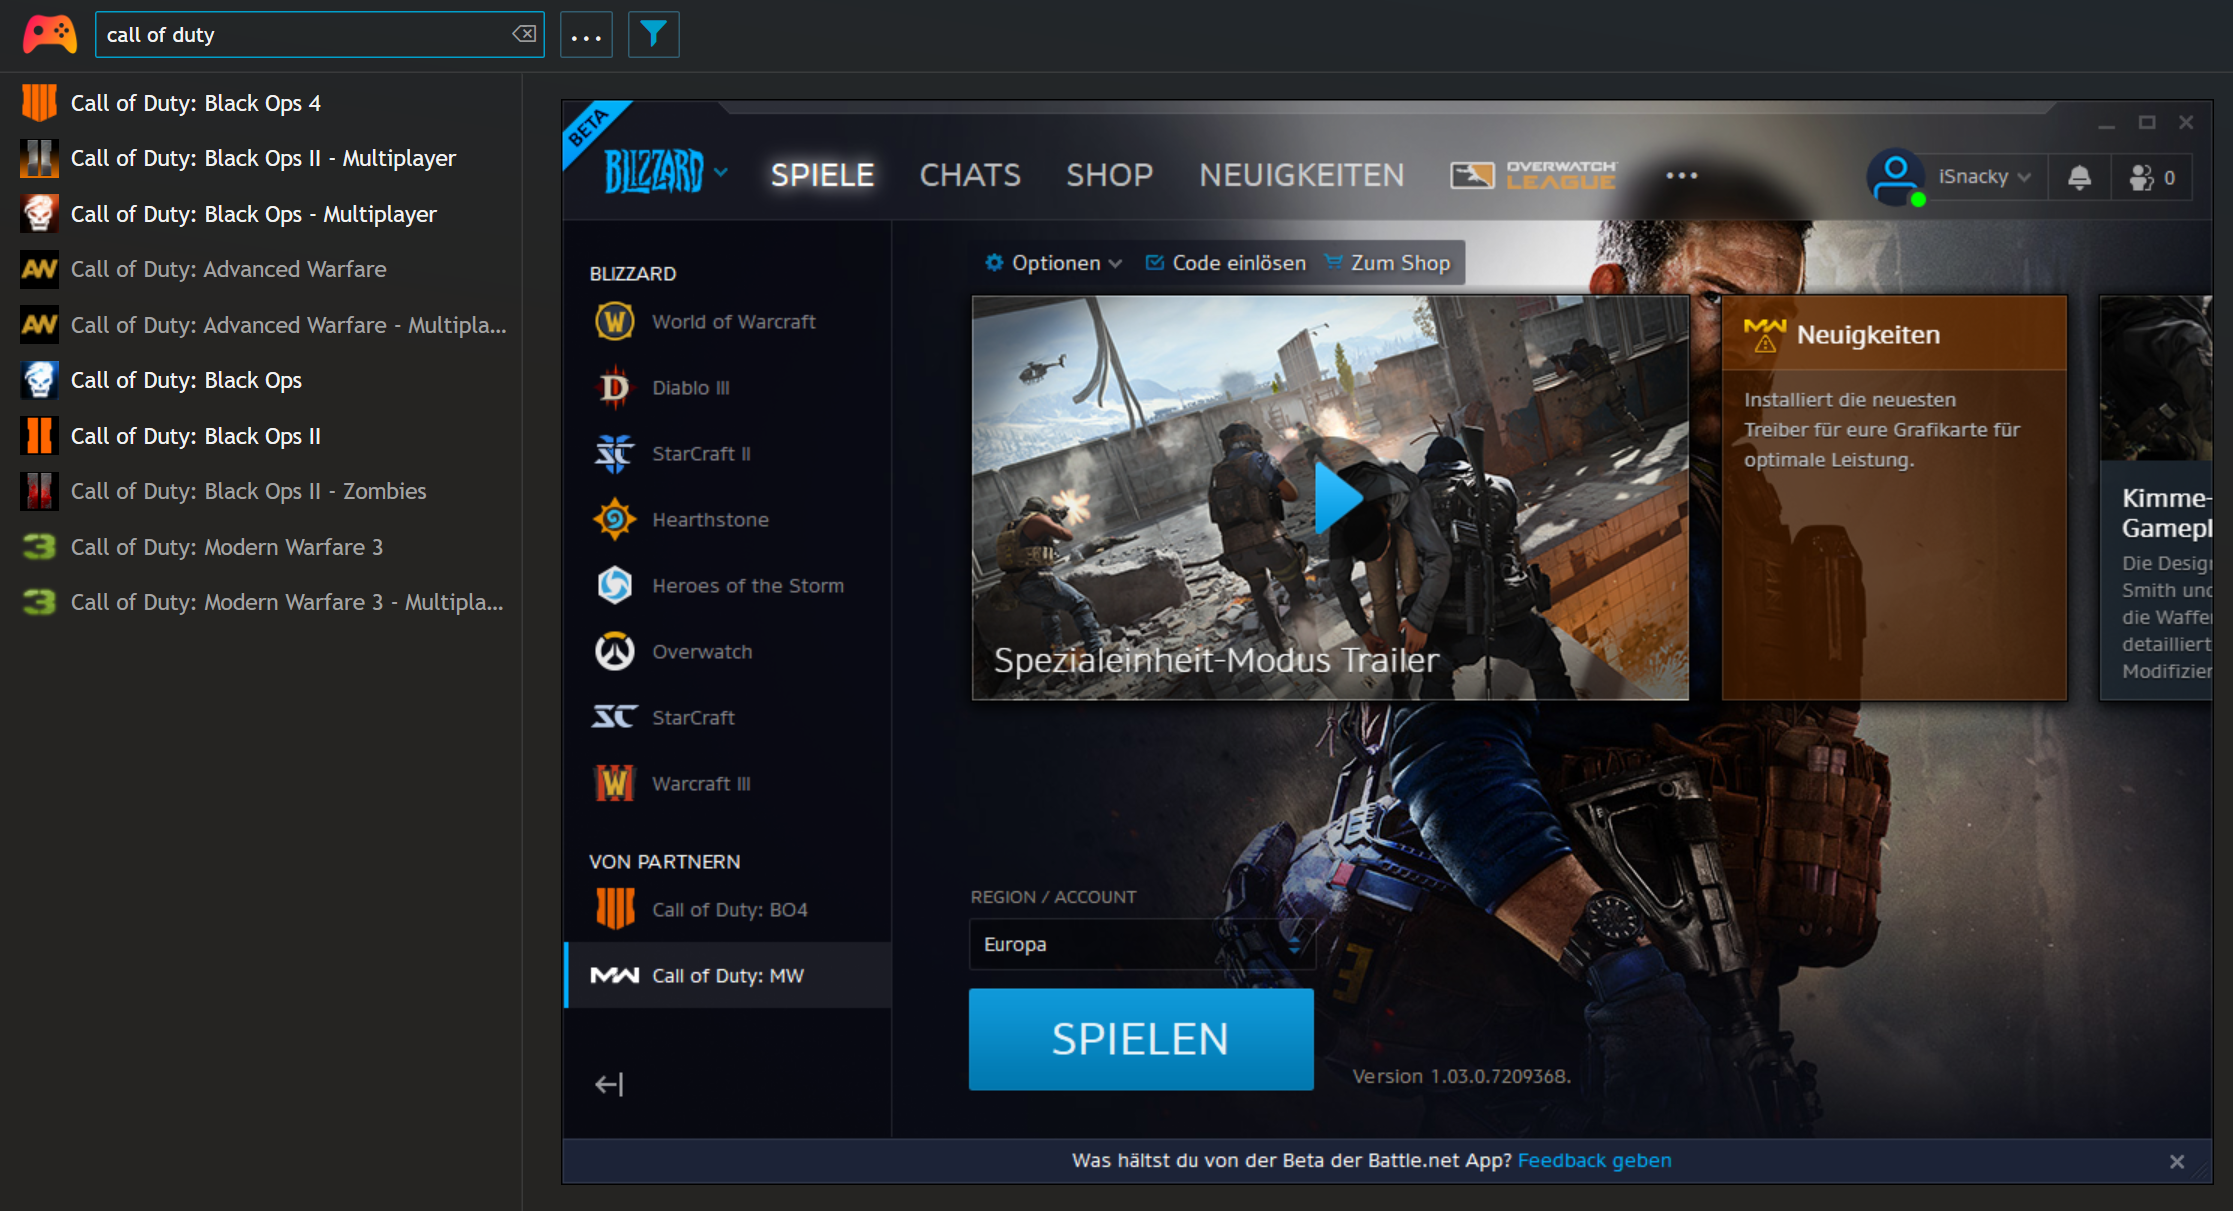 call of duty
...
Call of Duty: Black Ops 4
Call of Duty: Black Ops II - Multiplayer
Call of Duty: Black Ops - Multiplayer
Call of Duty: Advanced Warfare
Call of Duty: Advanced Warfare - Multipla...
Call of Duty: Black Ops
Call of Duty: Black Ops II
Call of Duty: Black Ops II - Zombies
Call of Duty: Modern Warfare 3
Call of Duty: Modern Warfare 3 - Multipla...
BETA
BLIZZARD
SPIELE
CHATS
SHOP
NEUIGKEITEN
OVERWATCH
LEAGUE
iSnacky
0
BLIZZARD
World of Warcraft
Diablo III
StarCraft II
Hearthstone
Heroes of the Storm
Overwatch
StarCraft
Warcraft III
VON PARTNERN
Call of Duty: BO4
Call of Duty: MW
Optionen
Code einlösen
Zum Shop
Spezialeinheit-Modus Trailer
Neuigkeiten
Installiert die neuesten
Treiber für eure Grafikarte für
optimale Leistung.
Kimme-
Gamepl
Die Desig
Smith und
die Waffe
detailliert
Modifizier
REGION / ACCOUNT
Europa
SPIELEN
Version 1.03.0.7209368.
Was hältst du von der Beta der Battle.net App? Feedback geben